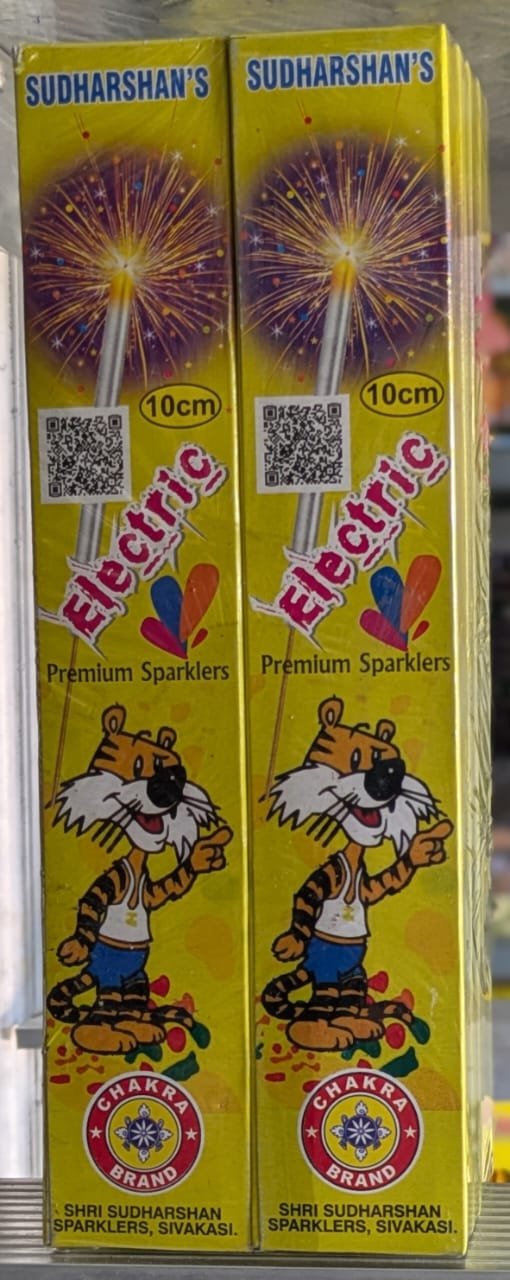 SUDHARSHAN'S
10cm
Electric
Premium Sparklers
CHAKRA
BRAND
SHRI SUDHARSHAN
SPARKLERS, SIVAKASI.
SUDHARSHAN'S
10cm
Electric
Premium Sparklers
CHAKRA
BRAND
SHRI SUDHARSHAN
SPARKLERS, SIVAKASI.